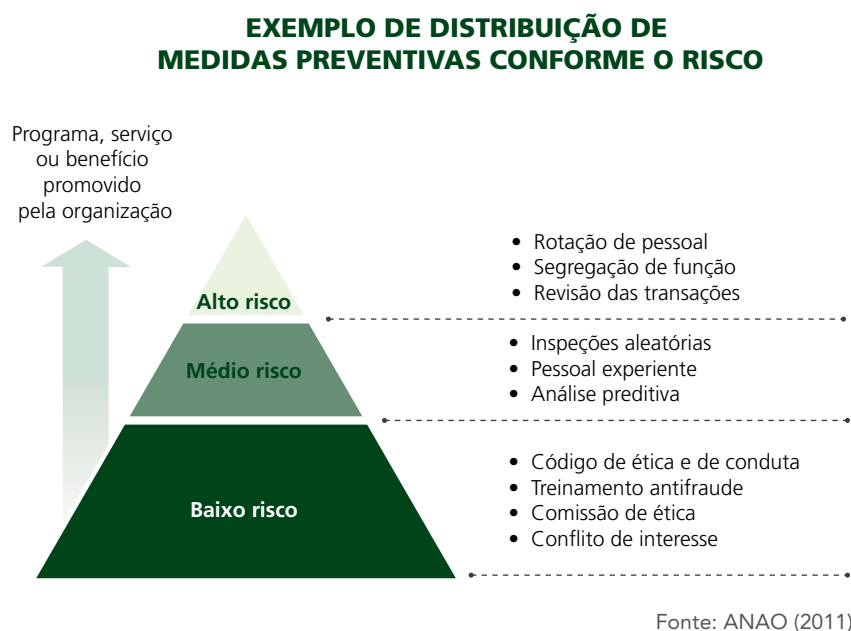 EXEMPLO DE DISTRIBUIÇÃO DE
MEDIDAS PREVENTIVAS CONFORME O RISCO
Programa, serviço
ou benefício
promovido
pela organização
Alto risco
• Rotação de pessoal
• Segregação de função
• Revisão das transações
Médio risco
• Inspeções aleatórias
• Pessoal experiente
• Análise preditiva
Baixo risco
• Código de ética e de conduta
• Treinamento antifraude
• Comissão de ética
• Conflito de interesse
Fonte: ANAO (2011)